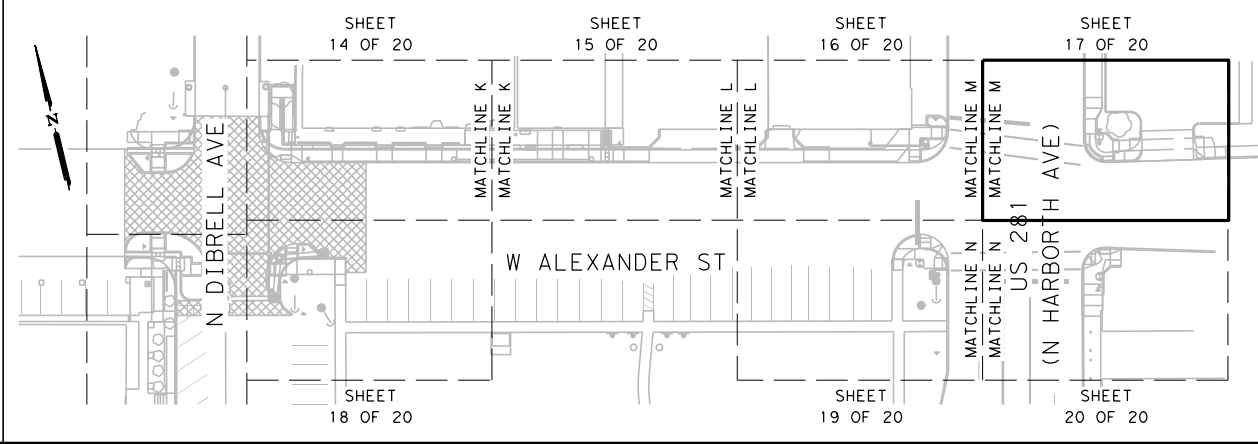 SHEET
14 OF 20
SHEET
15 OF 20
SHEET
16 OF 20
SHEET
17 OF 20
N
MATCHLINE K
MATCHLINE K
MATCHLINE L
MATCHLINE L
MATCHLINE M
MATCHLINE M
N DIBRELL AVE
W ALEXANDER ST
US 281
(N HARBORTH AVE)
MATCHLINE N
MATCHLINE N
SHEET
18 OF 20
SHEET
19 OF 20
SHEET
20 OF 20